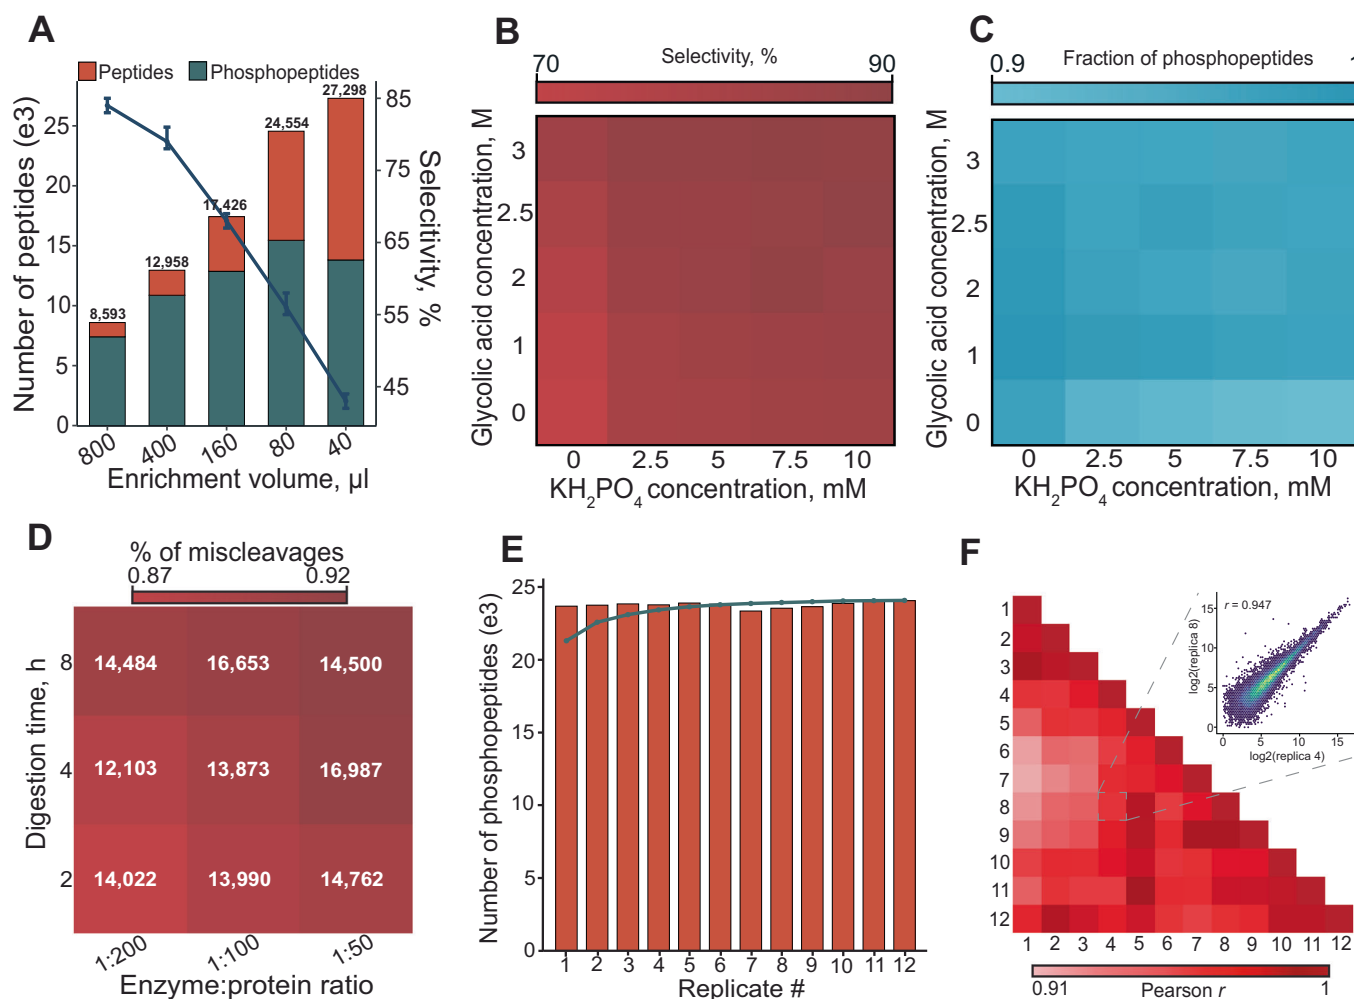 A
Peptides Phosphopeptides
Number of peptides (e3)
25
20
15
10
5
0
8,593
12,958
17,426
24,554
27,298
85
75
65
55
45
Selecitivity, %
800 400 160 80 40
Enrichment volume, µl
B
Selectivity, %
70 90
Glycolic acid concentration, M
3
2.5
2
1
0
0 2.5 5 7.5 10
KH2PO4 concentration, mM
C
Fraction of phosphopeptides
0.9
Glycolic acid concentration, M
3
2.5
2
1
0
0 2.5 5 7.5 10
KH2PO4 concentration, mM
D
% of miscleavages
0.87 0.92
Digestion time, h
8 14,484 16,653 14,500
4 12,103 13,873 16,987
2 14,022 13,990 14,762
1:200 1:100 1:50
Enzyme:protein ratio
E
Number of phosphopeptides (e3)
25
20
15
10
5
0
1 2 3 4 5 6 7 8 9 10 11 12
Replicate #
F
1
2
3
4
5
6
7
8
9
10
11
12
1 2 3 4 5 6 7 8 9 10 11 12
r = 0.947
log2(replica 8)
15
10
5
0
0 5 10 15
log2(replica 4)
0.91 Pearson r 1